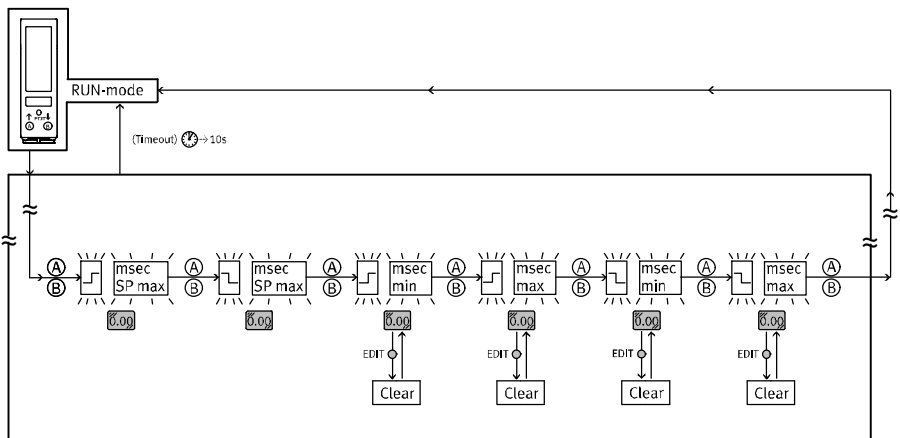 RUN-mode
EDIT
A B
(Timeout) → 10s
A
B
msec
SP max
A
B
msec
SP max
A
B
msec
min
A
B
msec
max
A
B
msec
min
A
B
msec
max
A
B
0.00
0.00
0.00
0.00
0.00
0.00
EDIT
EDIT
EDIT
EDIT
Clear
Clear
Clear
Clear